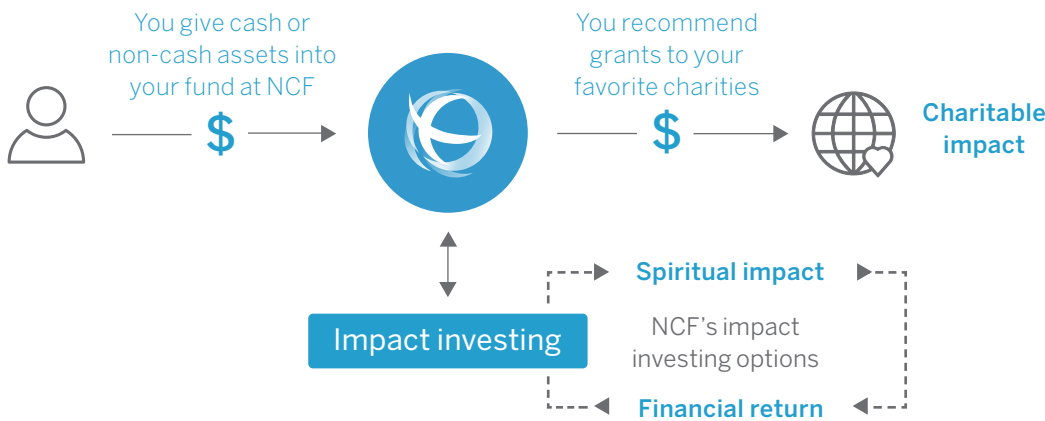 You give cash or
non-cash assets into
your fund at NCF
$
You recommend
grants to your
favorite charities
$
Charitable
impact
Impact investing
Spiritual impact
NCF's impact
investing options
Financial return